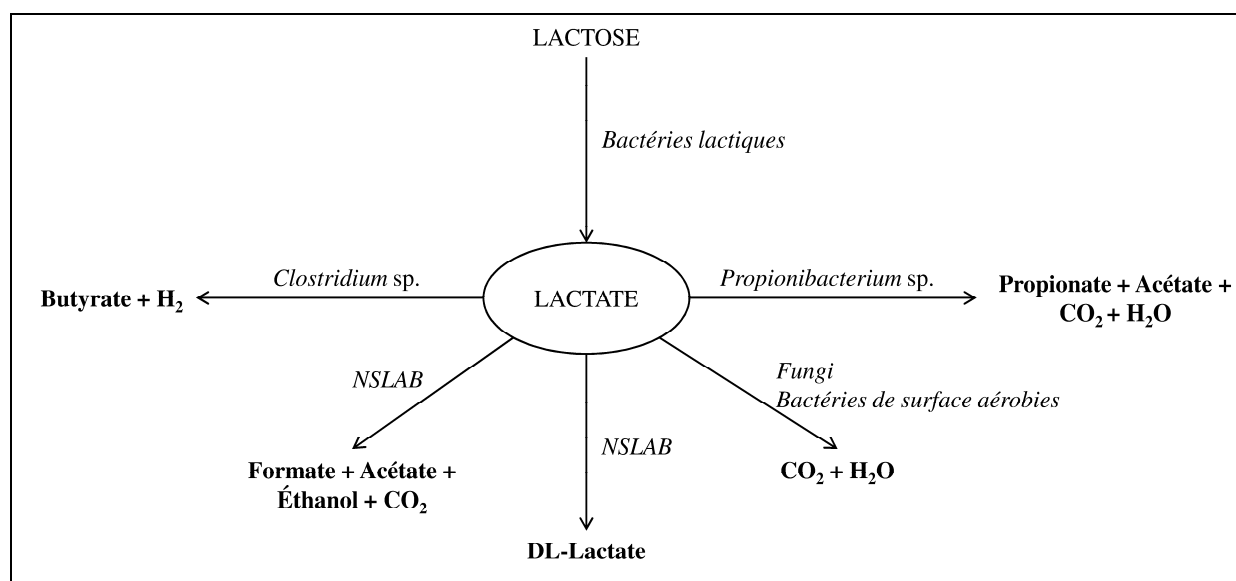 LACTOSE
Bactéries lactiques
Clostridium sp.
Propionibacterium sp.
Butyrate + H₂
LACTATE
Propionate + Acétate +
CO₂ + H₂O
NSLAB
Fungi
Bactéries de surface aérobies
NSLAB
Formate + Acétate +
Éthanol + CO₂
CO₂ + H₂O
DL-Lactate